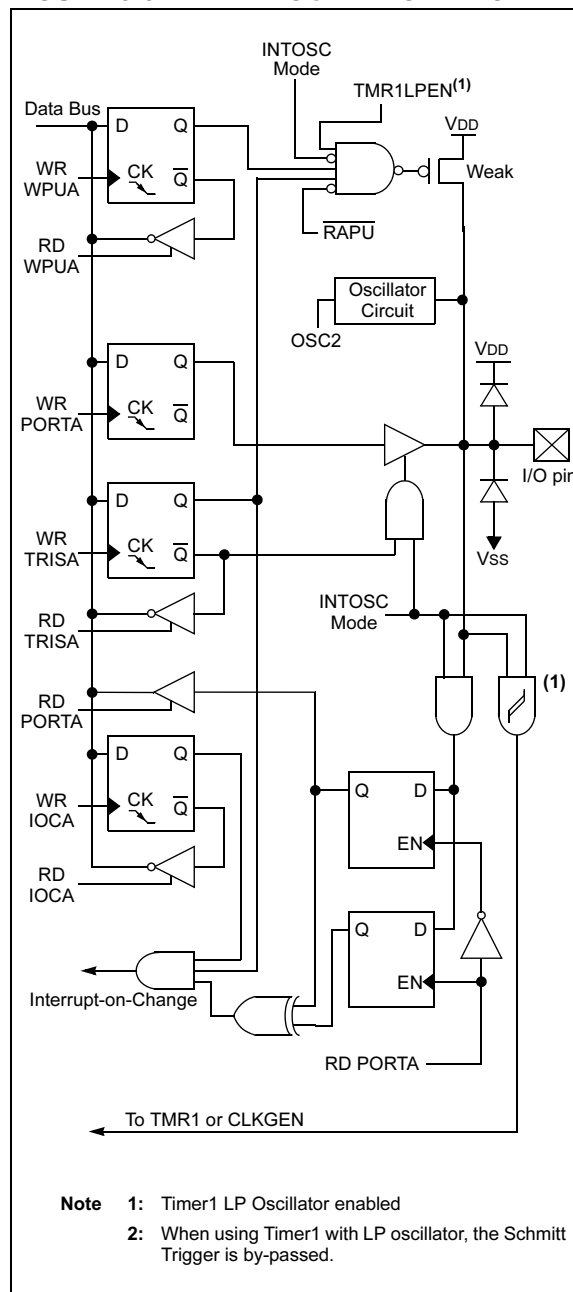 INTOSC
Mode
TMR1LPEN(1)
Data Bus
D Q
VDD
WR
WPUA
CK Q
Weak
RD
WPUA
RAPU
Oscillator
Circuit
OSC2
VDD
D Q
WR
PORTA
CK Q
I/O pin
D Q
WR
TRISA
CK Q
VSS
INTOSC
Mode
RD
TRISA
(1)
RD
PORTA
D Q
WR
IOCA
CK Q
Q D
EN
RD
IOCA
Q D
EN
Interrupt-on-Change
RD PORTA
To TMR1 or CLKGEN
Note 1: Timer1 LP Oscillator enabled
2: When using Timer1 with LP oscillator, the Schmitt
Trigger is by-passed.